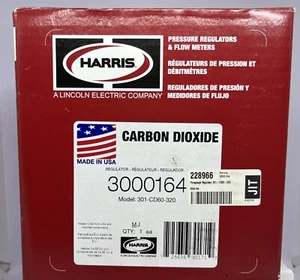 HARRIS
A LINCOLN ELECTRIC COMPANY
PRESSURE REGULATORS
& FLOW METERS
RÉGULATEURS DE PRESSION ET
DÉBITMÈTRES
REGULADORES DE PRESIÓN Y
MEDIDORES DE FLUJO
CARBON DIOXIDE
MADE IN USA
REGULATOR - RÉGULATEUR - REGULADOR
3000164
Model: 301-CD60-320
228966
JIT
M-I
QTY: 1 ea
HARRIS